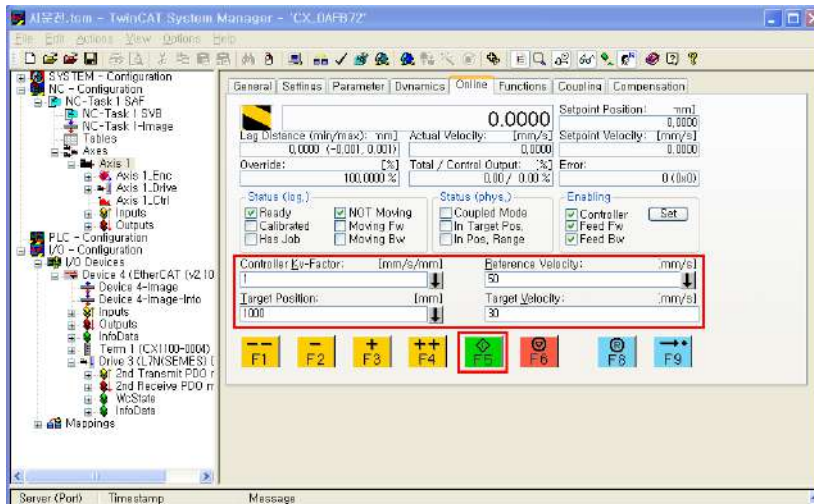 시운전.tsm - TwinCAT System Manager - 'CX_0AFB72'
File Edit Actions View Options Help
SYSTEM - Configuration
NC - Configuration
NC-Task 1 SAF
NC-Task 1 SVB
NC-Task 1-Image
Tables
Axes
Axis 1
Axis 1_Enc
Axis 1_Drive
Axis 1_Ctrl
Inputs
Outputs
PLC - Configuration
I/O - Configuration
I/O Devices
Device 4 (EtherCAT (v2.10
Device 4-Image
Device 4-Image-Info
Inputs
Outputs
InfoData
Term 1 (CX1100-0004)
Drive 3 (L7N(SEMES) (
2nd Transmit PDO r
2nd Receive PDO m
WcState
InfoData
Mappings
General Settings Parameter Dynamics Online Functions Coupling Compensation
0.0000
Setpoint Position: mm]
0,0000
Lag Distance (min/max): mm] Actual Velocity: [mm/s] Setpoint Velocity: [mm/s]
0,0000 (-0,001, 0,001) 0,0000 0,0000
Override: [%] Total / Control Output: [%] Error:
100,0000 % 0,00 / 0,00 % 0 (0x0)
Status (log.) Status (phys.) Enabling
Ready NOT Moving Coupled Mode Controller Set
Calibrated Moving Fw In Target Pos. Feed Fw
Has Job Moving Bw In Pos, Range Feed Bw
Controller Kv-Factor: [mm/s/mm] Reference Velocity: [mm/s]
1 50
Target Position: [mm] Target Velocity: [mm/s]
1000 30
-- - + ++
F1 F2 F3 F4 F5 F6 F8 F9
Server (Port) Timestamp Message